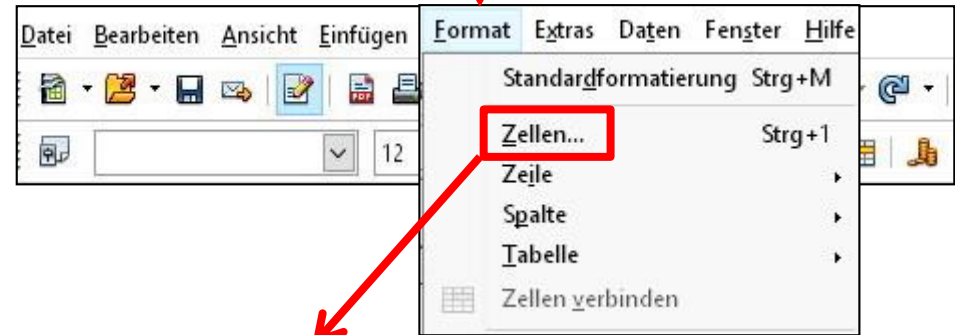 Datei Bearbeiten Ansicht Einfügen Format Extras Daten Fenster Hilfe
Standardformatierung Strg+M
PDF
12
Zellen... Strg+1
Zeile
Spalte
Tabelle
Zellen verbinden